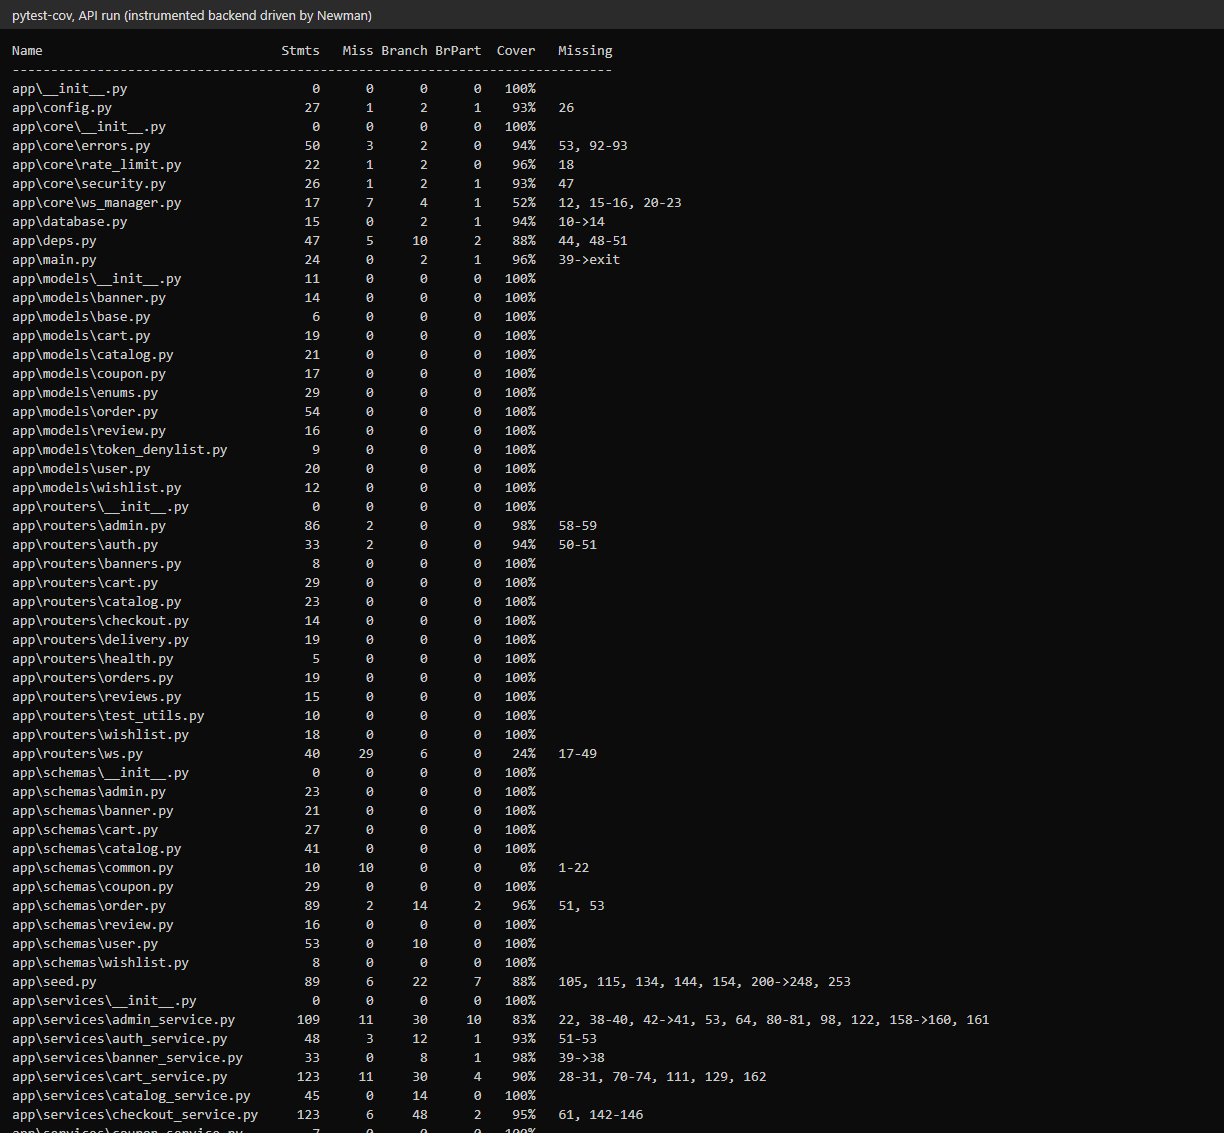 pytest-cov, API run (instrumented backend driven by Newman)
Name Stmts Miss Branch BrPart Cover Missing
------------------------------------------------------------------------------
app\__init__.py 0 0 0 0 100%
app\config.py 27 1 2 1 93% 26
app\core\__init__.py 0 0 0 0 100%
app\core\errors.py 50 3 2 0 94% 53, 92-93
app\core\rate_limit.py 22 1 2 0 96% 18
app\core\security.py 26 1 2 1 93% 47
app\core\ws_manager.py 17 7 4 1 52% 12, 15-16, 20-23
app\database.py 15 0 2 1 94% 10->14
app\deps.py 47 5 10 2 88% 44, 48-51
app\main.py 24 0 2 1 96% 39->exit
app\models\__init__.py 11 0 0 0 100%
app\models\banner.py 14 0 0 0 100%
app\models\base.py 6 0 0 0 100%
app\models\cart.py 19 0 0 0 100%
app\models\catalog.py 21 0 0 0 100%
app\models\coupon.py 17 0 0 0 100%
app\models\enums.py 29 0 0 0 100%
app\models\order.py 54 0 0 0 100%
app\models\review.py 16 0 0 0 100%
app\models\token_denylist.py 9 0 0 0 100%
app\models\user.py 20 0 0 0 100%
app\models\wishlist.py 12 0 0 0 100%
app\routers\__init__.py 0 0 0 0 100%
app\routers\admin.py 86 2 0 0 98% 58-59
app\routers\auth.py 33 2 0 0 94% 50-51
app\routers\banners.py 8 0 0 0 100%
app\routers\cart.py 29 0 0 0 100%
app\routers\catalog.py 23 0 0 0 100%
app\routers\checkout.py 14 0 0 0 100%
app\routers\delivery.py 19 0 0 0 100%
app\routers\health.py 5 0 0 0 100%
app\routers\orders.py 19 0 0 0 100%
app\routers\reviews.py 15 0 0 0 100%
app\routers\test_utils.py 10 0 0 0 100%
app\routers\wishlist.py 18 0 0 0 100%
app\routers\ws.py 40 29 6 0 24% 17-49
app\schemas\__init__.py 0 0 0 0 100%
app\schemas\admin.py 23 0 0 0 100%
app\schemas\banner.py 21 0 0 0 100%
app\schemas\cart.py 27 0 0 0 100%
app\schemas\catalog.py 41 0 0 0 100%
app\schemas\common.py 10 10 0 0 0% 1-22
app\schemas\coupon.py 29 0 0 0 100%
app\schemas\order.py 89 2 14 2 96% 51, 53
app\schemas\review.py 16 0 0 0 100%
app\schemas\user.py 53 0 10 0 100%
app\schemas\wishlist.py 8 0 0 0 100%
app\seed.py 89 6 22 7 88% 105, 115, 134, 144, 154, 200->248, 253
app\services\__init__.py 0 0 0 0 100%
app\services\admin_service.py 109 11 30 10 83% 22, 38-40, 42->41, 53, 64, 80-81, 98, 122, 158->160, 161
app\services\auth_service.py 48 3 12 1 93% 51-53
app\services\banner_service.py 33 0 8 1 98% 39->38
app\services\cart_service.py 123 11 30 4 90% 28-31, 70-74, 111, 129, 162
app\services\catalog_service.py 45 0 14 0 100%
app\services\checkout_service.py 123 6 48 2 95% 61, 142-146
app\services\coupon_service.py 7 0 0 0 100%